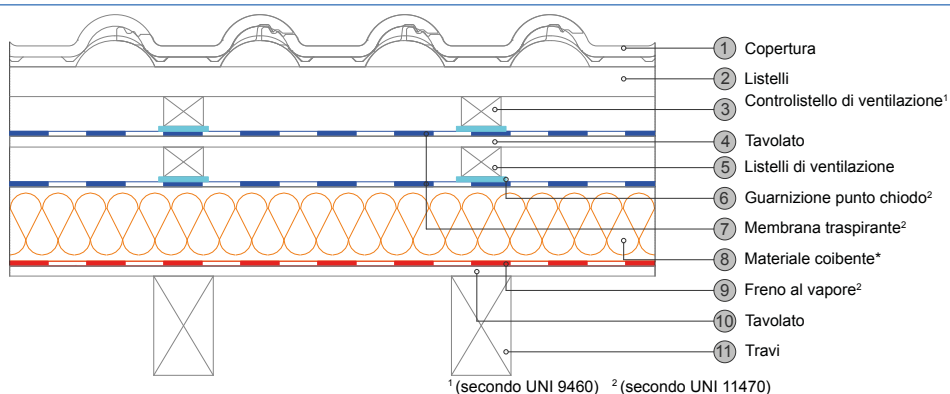 1 Copertura
2 Listelli
3 Controlistello di ventilazione¹
4 Tavolato
5 Listelli di ventilazione
6 Guarnizione punto chiodo²
7 Membrana traspirante²
8 Materiale coibente*
9 Freno al vapore²
10 Tavolato
11 Travi
¹ (secondo UNI 9460) ² (secondo UNI 11470)